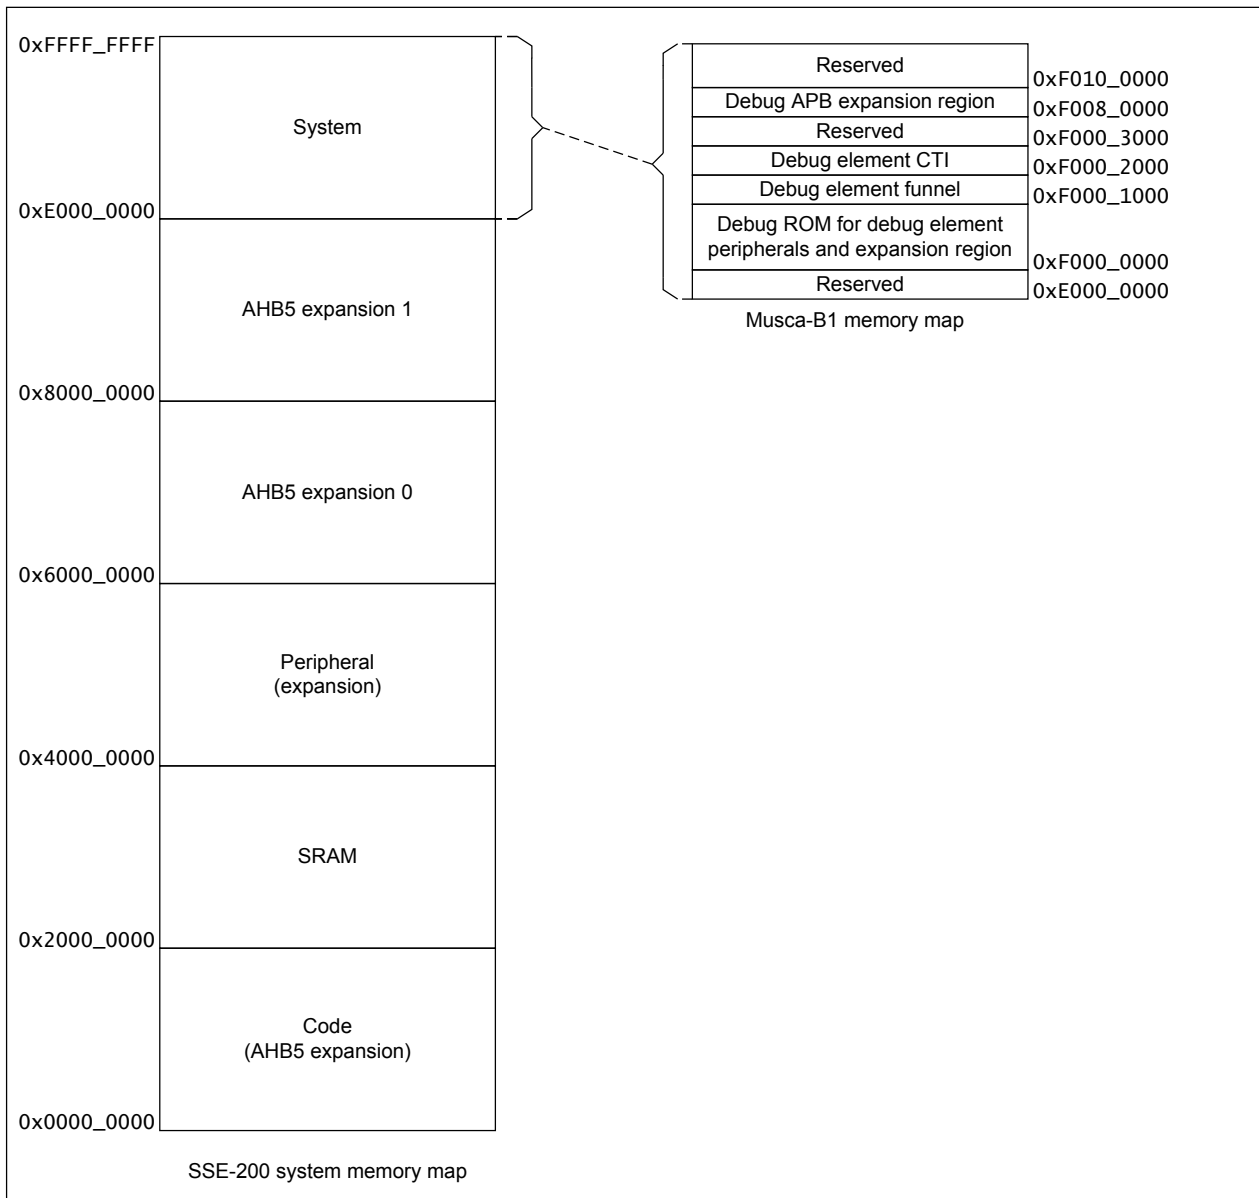 0xFFFF_FFFF
System
0xE000_0000
AHB5 expansion 1
0x8000_0000
AHB5 expansion 0
0x6000_0000
Peripheral
(expansion)
0x4000_0000
SRAM
0x2000_0000
Code
(AHB5 expansion)
0x0000_0000
SSE-200 system memory map
Reserved
0xF010_0000
Debug APB expansion region
0xF008_0000
Reserved
0xF000_3000
Debug element CTI
0xF000_2000
Debug element funnel
0xF000_1000
Debug ROM for debug element
peripherals and expansion region
0xF000_0000
Reserved
0xE000_0000
Musca-B1 memory map